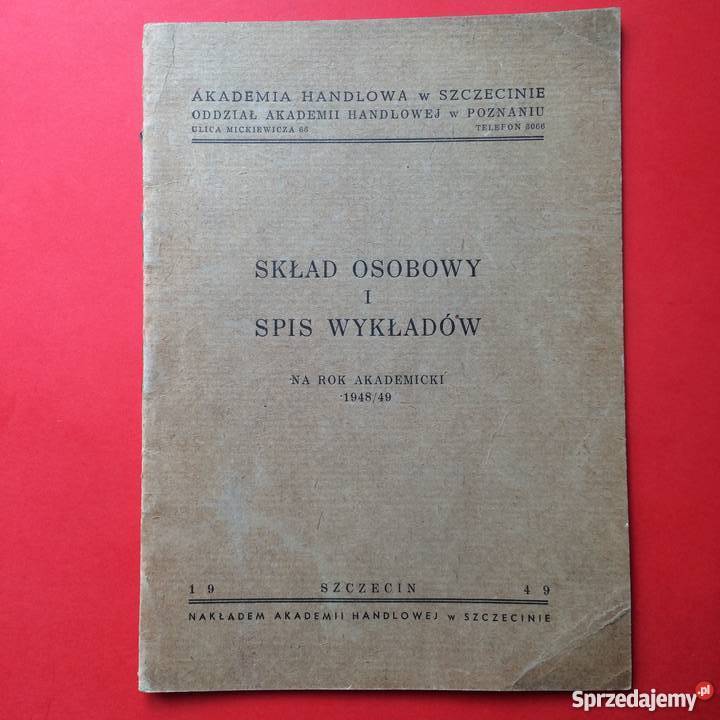 AKADEMIA HANDLOWA w SZCZECINIE
ODDZIAŁ AKADEMII HANDLOWEJ w POZNANIU
ULICA MICKIEWICZA 66 TELEFON 3066
SKŁAD OSOBOWY
I
SPIS WYKŁADÓW
NA ROK AKADEMICKI
1948/49
19 SZCZECIN 49
NAKŁADEM AKADEMII HANDLOWEJ w SZCZECINIE
Sprzedajemy.pl